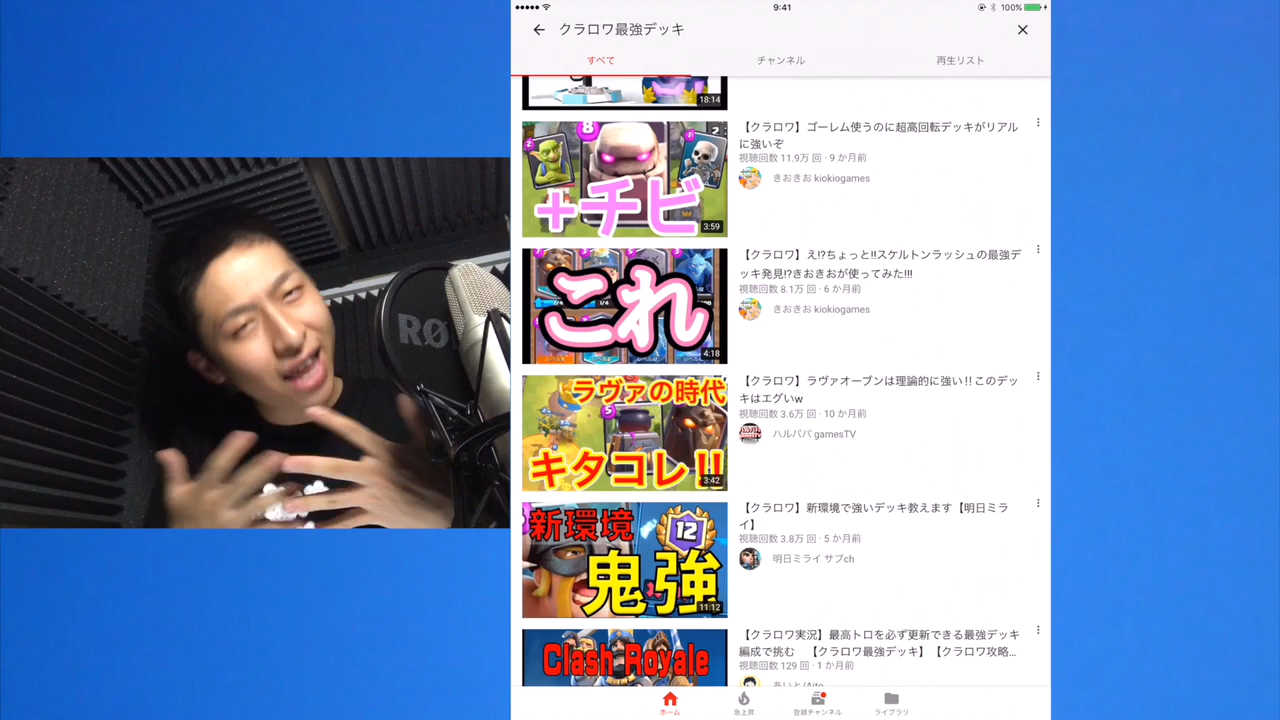 9:41
100%
クラロワ最強デッキ
すべて
チャンネル
再生リスト
18:14
8
2
1
2
+チビ
3:59
【クラロワ】ゴーレム使うのに超高回転デッキがリアル
に強いぞ
視聴回数 11.9万 回 · 9 か月前
きおきお kiokiogames
これ
4:18
【クラロワ】え!?ちょっと!!スケルトンラッシュの最強デ
ッキ発見!?きおきおが使ってみた!!!
視聴回数 8.1万 回 · 6 か月前
きおきお kiokiogames
ラヴァの時代
5
キタコレ!!
3:42
【クラロワ】ラヴァオーブンは理論的に強い!!このデッ
キはエグいw
視聴回数 3.6万 回 · 10 か月前
ハルパパ gamesTV
新環境
12
鬼強
11:12
【クラロワ】新環境で強いデッキ教えます【明日ミラ
イ】
視聴回数 3.8万 回 · 5 か月前
明日ミライ サブch
Clash Royale
【クラロワ実況】最高トロを必ず更新できる最強デッキ
編成で挑む　【クラロワ最強デッキ】【クラロワ攻略...
視聴回数 129 回 · 1 か月前
あいと/Aito
ホーム
急上昇
登録チャンネル
ライブラリ
RØ